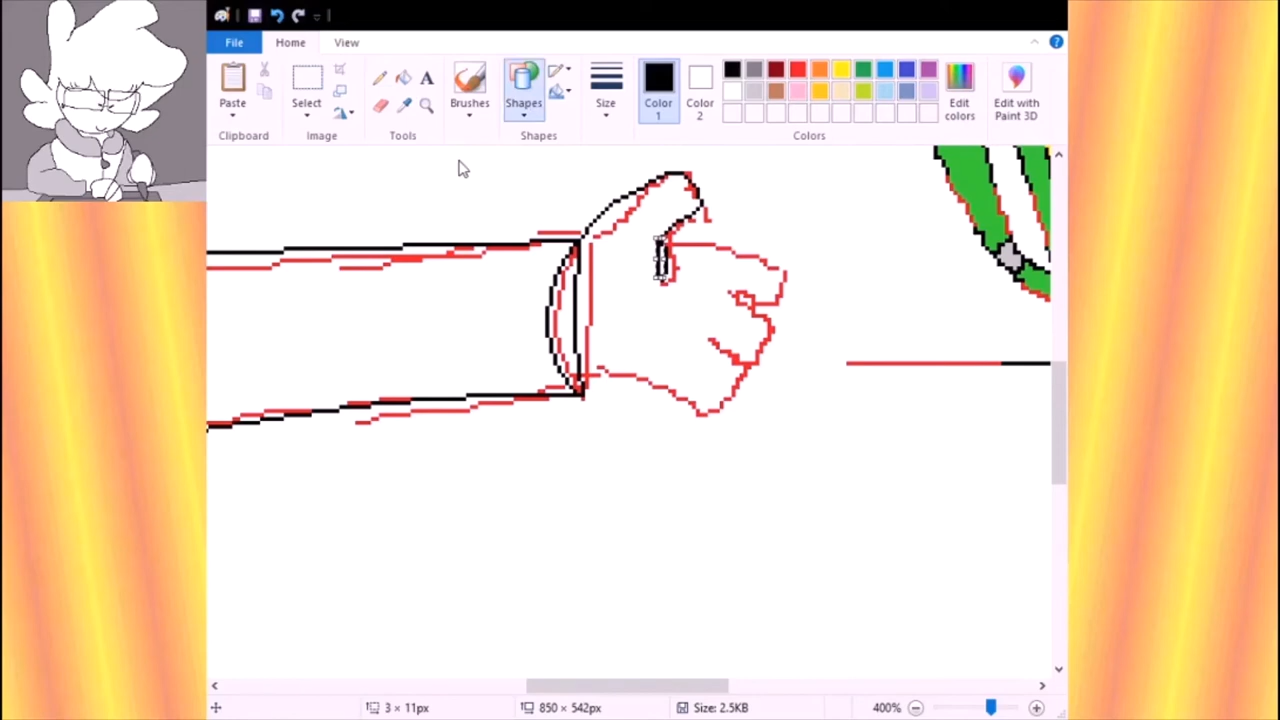 File Home View
Paste Select Brushes Shapes Size Color 1 Color 2 Edit colors Edit with Paint 3D
A
Clipboard Image Tools Shapes Colors
3 × 11px 850 × 542px Size: 2.5KB 400%